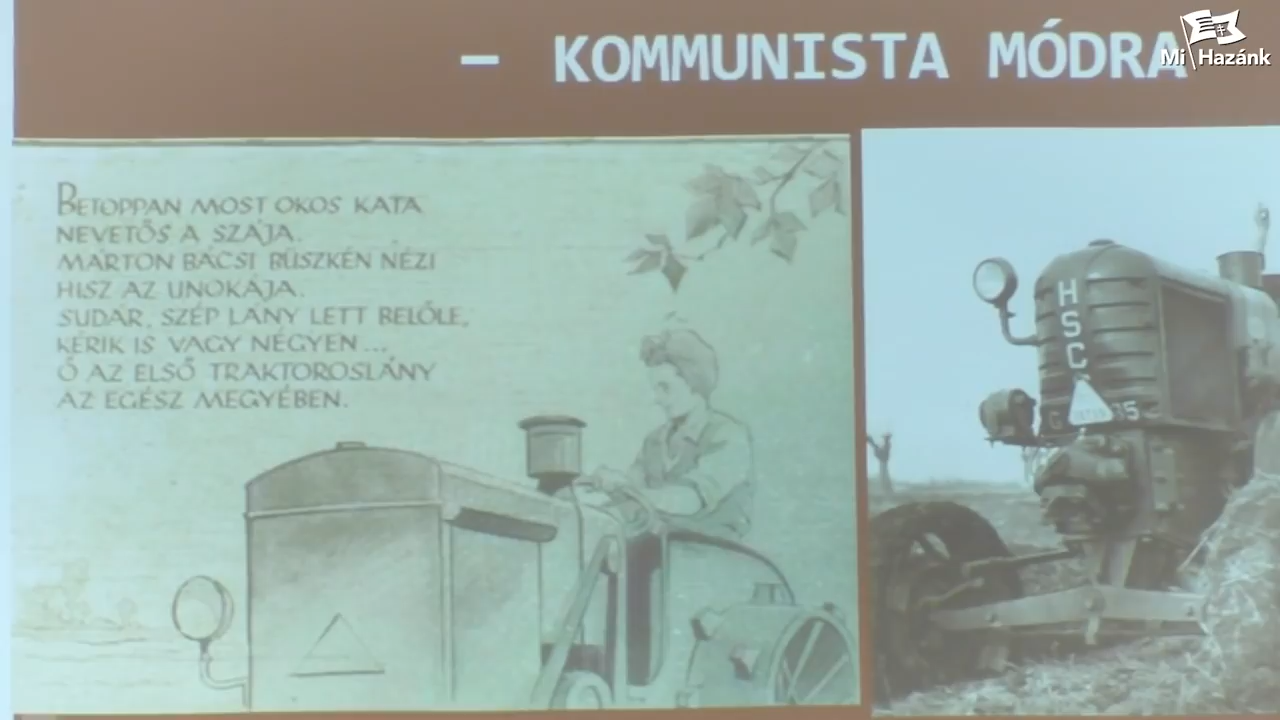 – KOMMUNISTA MÓDRA
Mi Hazánk
BETOPPAN MOST OKOS KATA
NEVETŐS A SZÁJA.
MÁRTON BÁCSI BÜSZKÉN NÉZI
HISZ AZ UNOKÁJA.
SUDÁR, SZÉP LÁNY LETT BELŐLE,
KÉRIK IS VAGY NÉGYEN...
Ő AZ ELSŐ TRAKTOROSLÁNY
AZ EGÉSZ MEGYÉBEN.
HSC
G 35